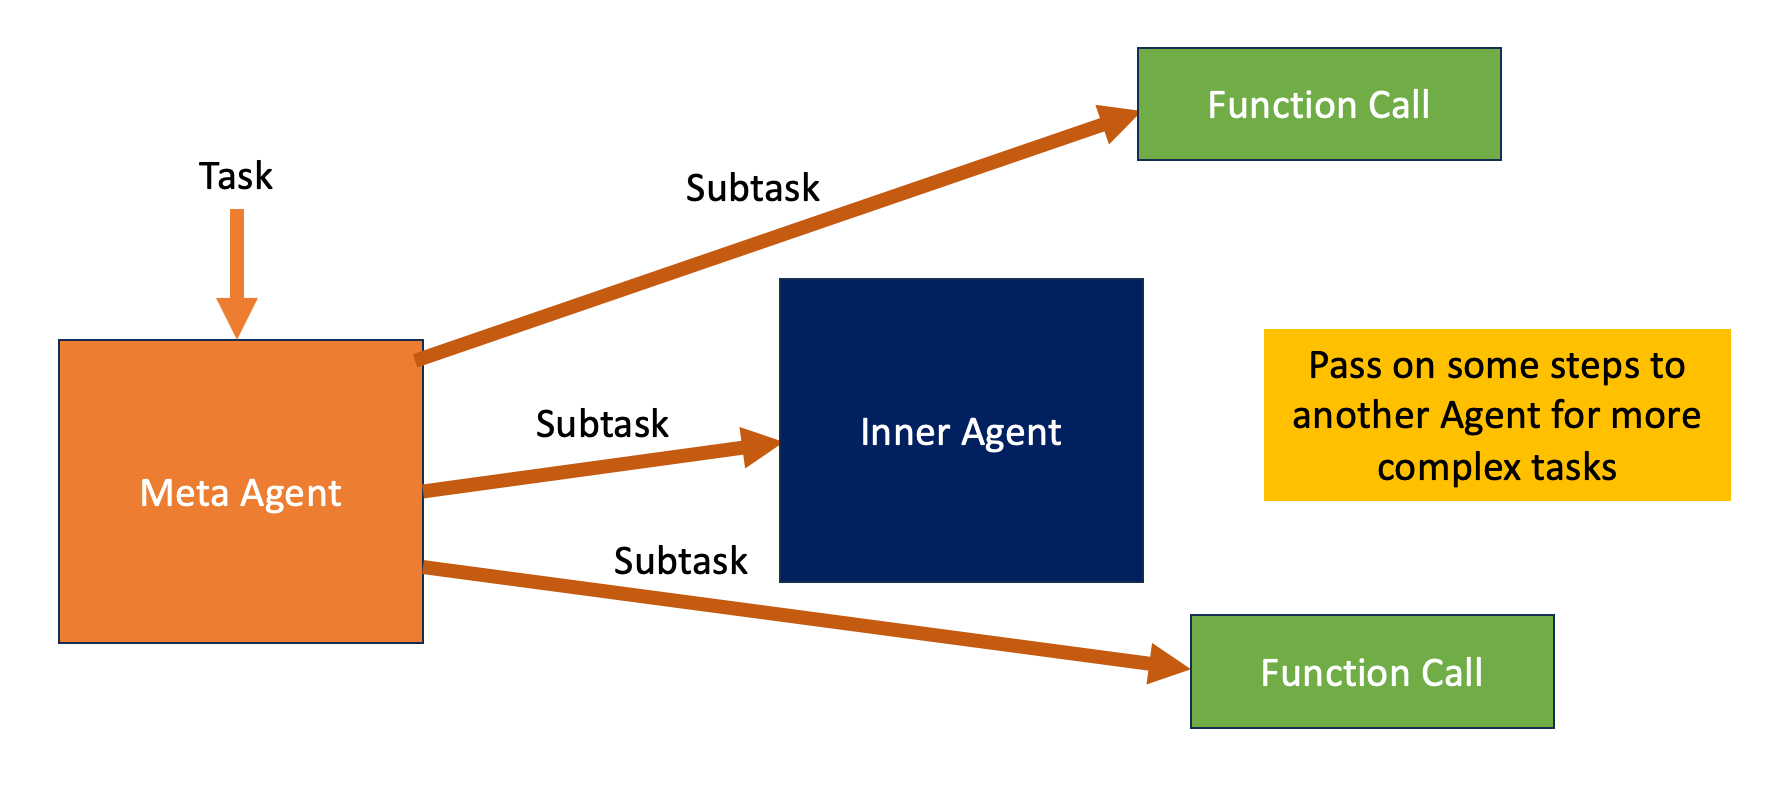 Function Call
Task
Subtask
Pass on some steps to
another Agent for more
complex tasks
Subtask
Inner Agent
Meta Agent
Subtask
Function Call